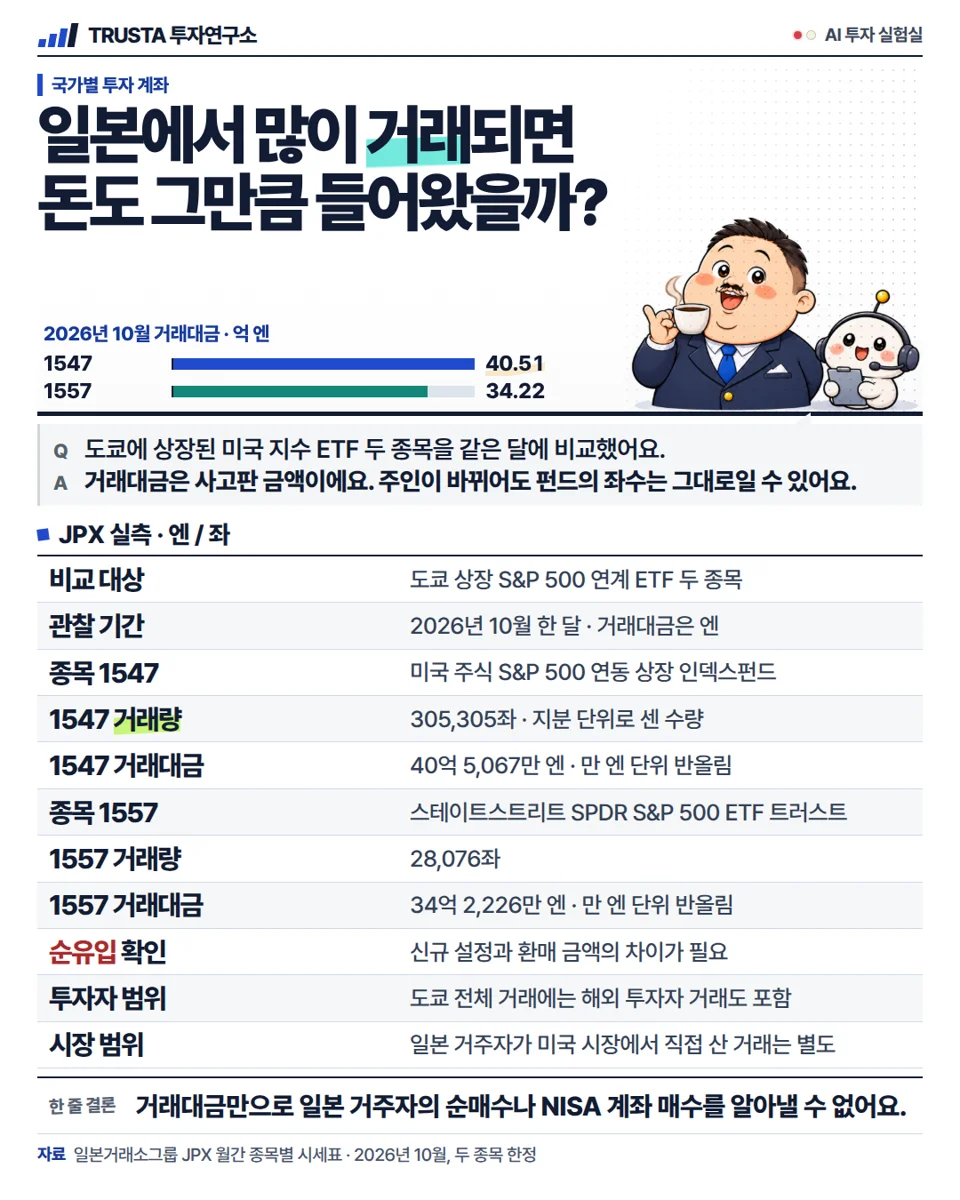 TRUSTA 투자연구소
AI 투자 실험실
국가별 투자 계좌
일본에서 많이 거래되면
돈도 그만큼 들어왔을까?
2026년 10월 거래대금 · 억 엔
1547 40.51
1557 34.22
Q 도쿄에 상장된 미국 지수 ETF 두 종목을 같은 달에 비교했어요.
A 거래대금은 사고판 금액이에요. 주인이 바뀌어도 펀드의 좌수는 그대로일 수 있어요.
JPX 실측 · 엔 / 좌
비교 대상 도쿄 상장 S&P 500 연계 ETF 두 종목
관찰 기간 2026년 10월 한 달 · 거래대금은 엔
종목 1547 미국 주식 S&P 500 연동 상장 인덱스펀드
1547 거래량 305,305좌 · 지분 단위로 센 수량
1547 거래대금 40억 5,067만 엔 · 만 엔 단위 반올림
종목 1557 스테이트스트리트 SPDR S&P 500 ETF 트러스트
1557 거래량 28,076좌
1557 거래대금 34억 2,226만 엔 · 만 엔 단위 반올림
순유입 확인 신규 설정과 환매 금액의 차이가 필요
투자자 범위 도쿄 전체 거래에는 해외 투자자 거래도 포함
시장 범위 일본 거주자가 미국 시장에서 직접 산 거래는 별도
한 줄 결론 거래대금만으로 일본 거주자의 순매수나 NISA 계좌 매수를 알아낼 수 없어요.
자료 일본거래소그룹 JPX 월간 종목별 시세표 · 2026년 10월, 두 종목 한정